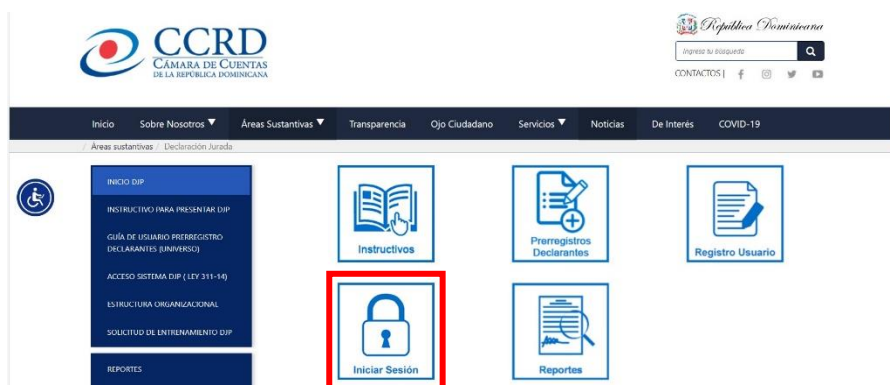 CCRD
CÁMARA DE CUENTAS
DE LA REPÚBLICA DOMINICANA
República Dominicana
Ingresa tu búsqueda
CONTACTOS |
Inicio Sobre Nosotros Áreas Sustantivas Transparencia Ojo Ciudadano Servicios Noticias De Interés COVID-19
/ Áreas sustantivas / Declaración Jurada
INICIO DJP
INSTRUCTIVO PARA PRESENTAR DJP
GUÍA DE USUARIO PRERREGISTRO
DECLARANTES (UNIVERSO)
ACCESO SISTEMA DJP ( LEY 311-14)
ESTRUCTURA ORGANIZACIONAL
SOLICITUD DE ENTRENAMIENTO DJP
REPORTES
Instructivos
Prerregistros
Declarantes
Registro Usuario
Iniciar Sesión
Reportes